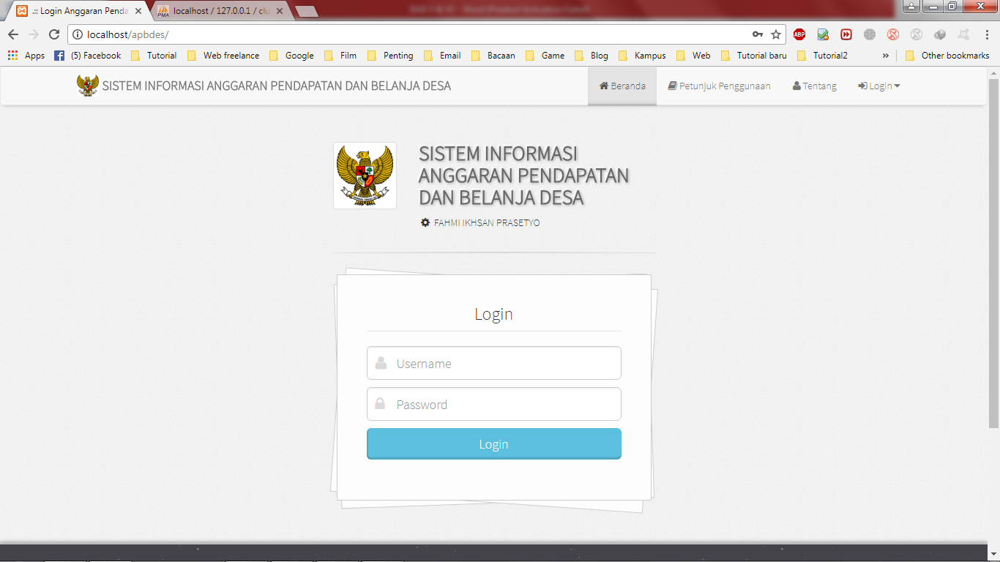 .:: Login Anggaran Penda
localhost / 127.0.0.1 / clu
localhost/apbdes/
ABP
Apps (5) Facebook Tutorial Web freelance Google Film Penting Email Bacaan Game Blog Kampus Web Tutorial baru Tutorial2 » Other bookmarks
SISTEM INFORMASI ANGGARAN PENDAPATAN DAN BELANJA DESA
Beranda Petunjuk Penggunaan Tentang Login
SISTEM INFORMASI
ANGGARAN PENDAPATAN
DAN BELANJA DESA
FAHMI IKHSAN PRASETYO
Login
Username
Password
Login